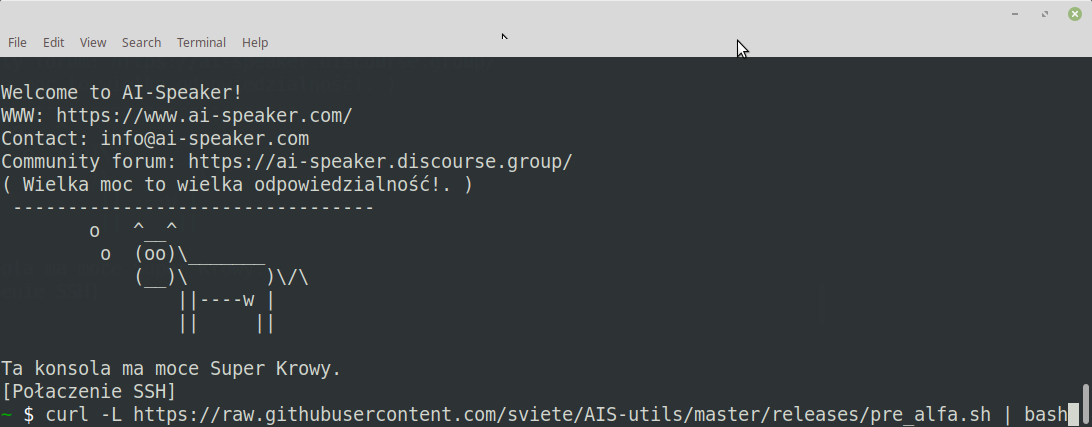 File Edit View Search Terminal Help
Welcome to AI-Speaker!
WWW: https://www.ai-speaker.com/
Contact: info@ai-speaker.com
Community forum: https://ai-speaker.discourse.group/
( Wielka moc to wielka odpowiedzialność!. )
 ---------------------------------
        o   ^__^
         o  (oo)\_______
            (__)\       )\/\
                ||----w |
                ||     ||
Ta konsola ma moce Super Krowy.
[Połaczenie SSH]
~ $ curl -L https://raw.githubusercontent.com/sviete/AIS-utils/master/releases/pre_alfa.sh | bash